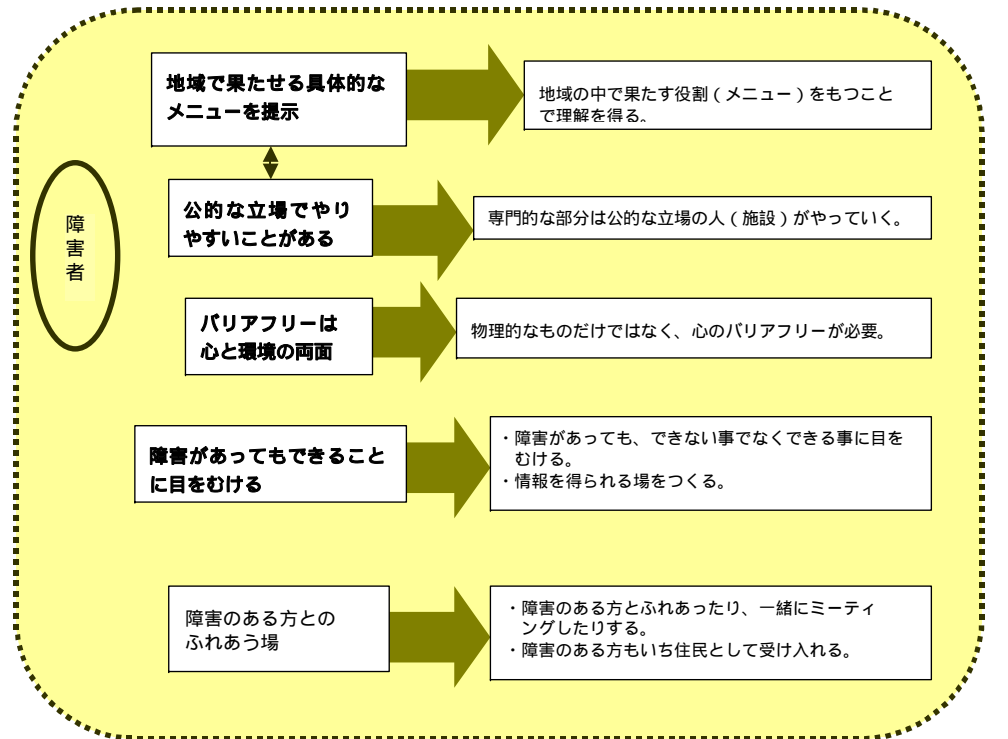 障
害
者
地域で果たせる具体的な
メニューを提示
地域の中で果たす役割(メニュー)をもつこと
で理解を得る。
公的な立場でやり
やすいことがある
専門的な部分は公的な立場の人(施設)がやっていく。
バリアフリーは
心と環境の両面
物理的なものだけではなく、心のバリアフリーが必要。
障害があってもできること
に目をむける
・障害があっても、できない事でなくできる事に目を
むける。
・情報を得られる場をつくる。
障害のある方との
ふれあう場
・障害のある方とふれあったり、一緒にミーティ
ングしたりする。
・障害のある方もいち住民として受け入れる。